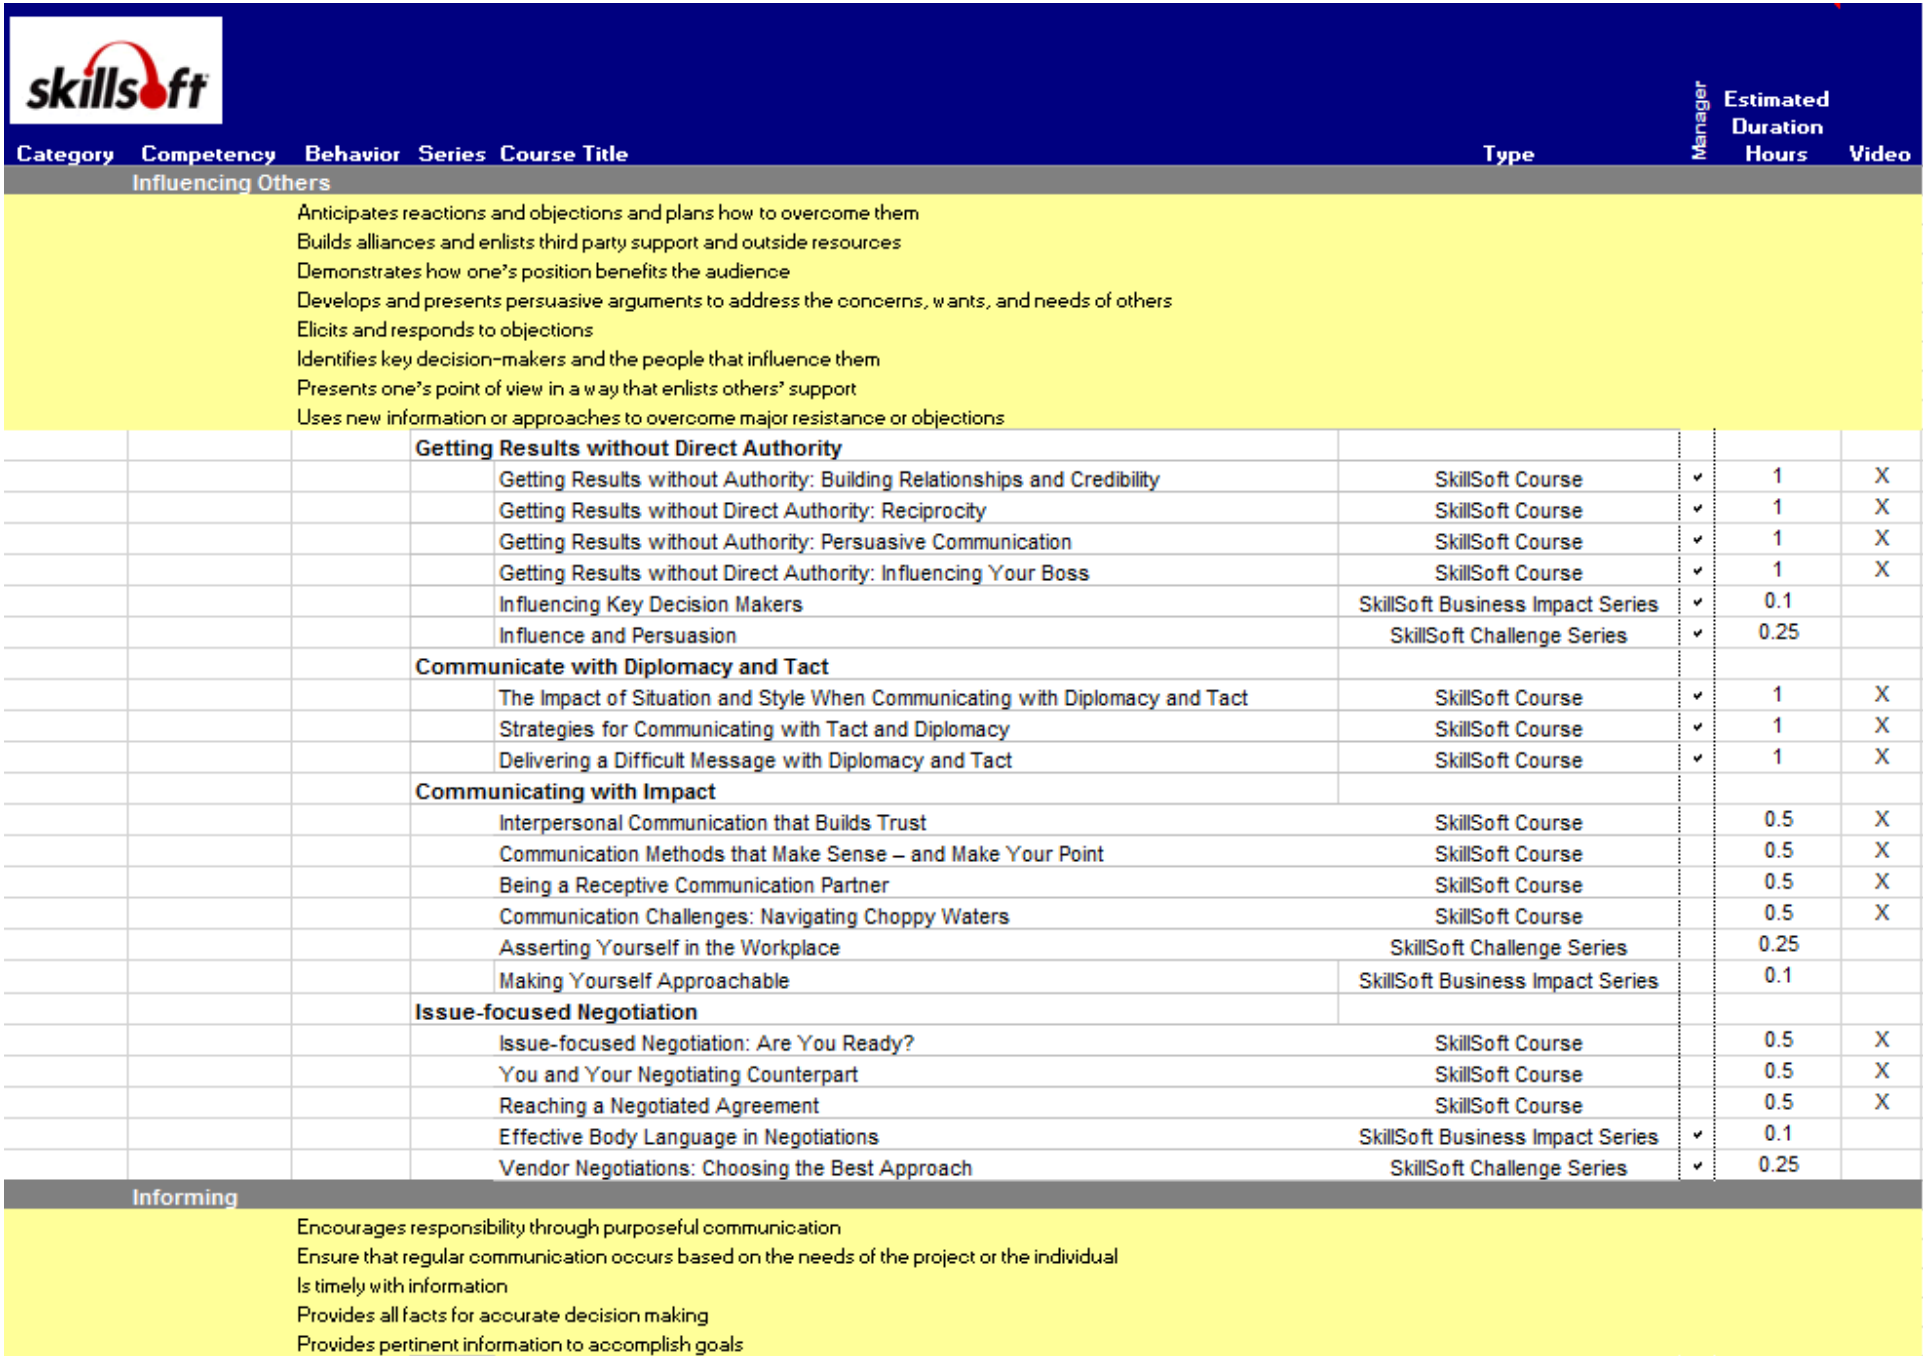 skillsoft
Category Competency Behavior Series Course Title Type Manager Estimated Duration Hours Video
Influencing Others
Anticipates reactions and objections and plans how to overcome them
Builds alliances and enlists third party support and outside resources
Demonstrates how one's position benefits the audience
Develops and presents persuasive arguments to address the concerns, wants, and needs of others
Elicits and responds to objections
Identifies key decision-makers and the people that influence them
Presents one's point of view in a way that enlists others' support
Uses new information or approaches to overcome major resistance or objections
Getting Results without Direct Authority
Getting Results without Authority: Building Relationships and Credibility SkillSoft Course ✔ 1 X
Getting Results without Direct Authority: Reciprocity SkillSoft Course ✔ 1 X
Getting Results without Authority: Persuasive Communication SkillSoft Course ✔ 1 X
Getting Results without Direct Authority: Influencing Your Boss SkillSoft Course ✔ 1 X
Influencing Key Decision Makers SkillSoft Business Impact Series ✔ 0.1
Influence and Persuasion SkillSoft Challenge Series ✔ 0.25
Communicate with Diplomacy and Tact
The Impact of Situation and Style When Communicating with Diplomacy and Tact SkillSoft Course ✔ 1 X
Strategies for Communicating with Tact and Diplomacy SkillSoft Course ✔ 1 X
Delivering a Difficult Message with Diplomacy and Tact SkillSoft Course ✔ 1 X
Communicating with Impact
Interpersonal Communication that Builds Trust SkillSoft Course 0.5 X
Communication Methods that Make Sense – and Make Your Point SkillSoft Course 0.5 X
Being a Receptive Communication Partner SkillSoft Course 0.5 X
Communication Challenges: Navigating Choppy Waters SkillSoft Course 0.5 X
Asserting Yourself in the Workplace SkillSoft Challenge Series 0.25
Making Yourself Approachable SkillSoft Business Impact Series 0.1
Issue-focused Negotiation
Issue-focused Negotiation: Are You Ready? SkillSoft Course 0.5 X
You and Your Negotiating Counterpart SkillSoft Course 0.5 X
Reaching a Negotiated Agreement SkillSoft Course 0.5 X
Effective Body Language in Negotiations SkillSoft Business Impact Series ✔ 0.1
Vendor Negotiations: Choosing the Best Approach SkillSoft Challenge Series ✔ 0.25
Informing
Encourages responsibility through purposeful communication
Ensure that regular communication occurs based on the needs of the project or the individual
Is timely with information
Provides all facts for accurate decision making
Provides pertinent information to accomplish goals